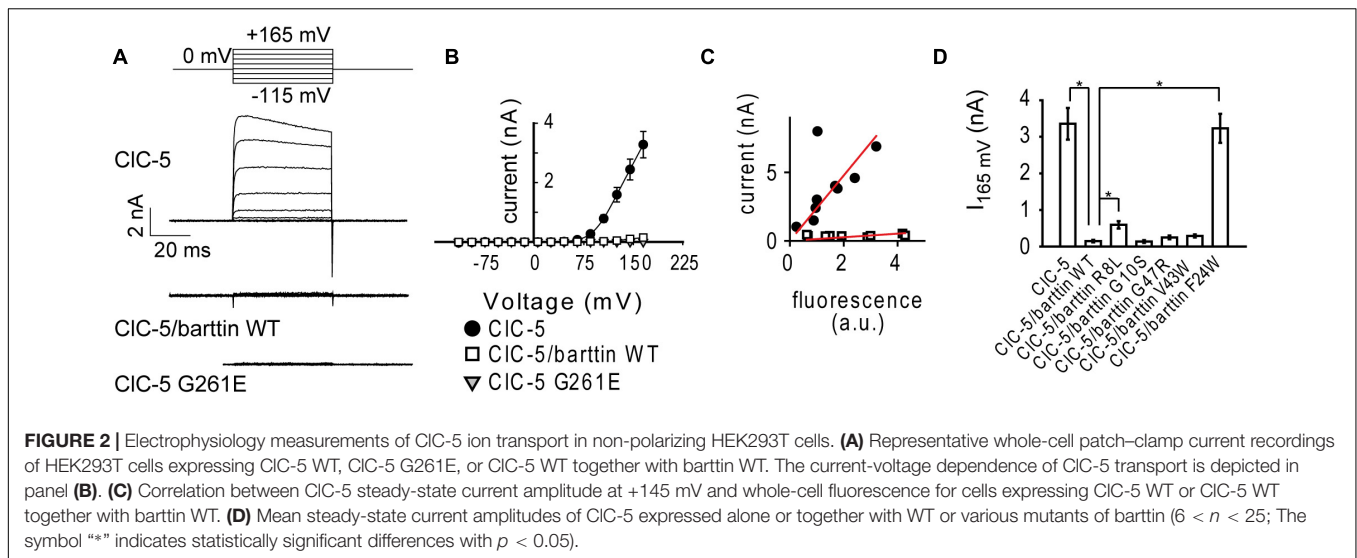 A
+165 mV
0 mV
-115 mV
ClC-5
2 nA
20 ms
ClC-5/barttin WT
ClC-5 G261E
B
current (nA)
4
2
0
-75
0
75
150
225
Voltage (mV)
ClC-5
ClC-5/barttin WT
ClC-5 G261E
C
current (nA)
5
0
0
2
4
fluorescence
(a.u.)
D
I165 mV (nA)
4
3
2
1
0
*
*
*
ClC-5
ClC-5/barttin WT
ClC-5/barttin R8L
ClC-5/barttin G10S
ClC-5/barttin G47R
ClC-5/barttin V43W
ClC-5/barttin F24W
FIGURE 2 | Electrophysiology measurements of ClC-5 ion transport in non-polarizing HEK293T cells. (A) Representative whole-cell patch–clamp current recordings
of HEK293T cells expressing ClC-5 WT, ClC-5 G261E, or ClC-5 WT together with barttin WT. The current-voltage dependence of ClC-5 transport is depicted in
panel (B). (C) Correlation between ClC-5 steady-state current amplitude at +145 mV and whole-cell fluorescence for cells expressing ClC-5 WT or ClC-5 WT
together with barttin WT. (D) Mean steady-state current amplitudes of ClC-5 expressed alone or together with WT or various mutants of barttin (6 < n < 25; The
symbol “*” indicates statistically significant differences with p < 0.05).